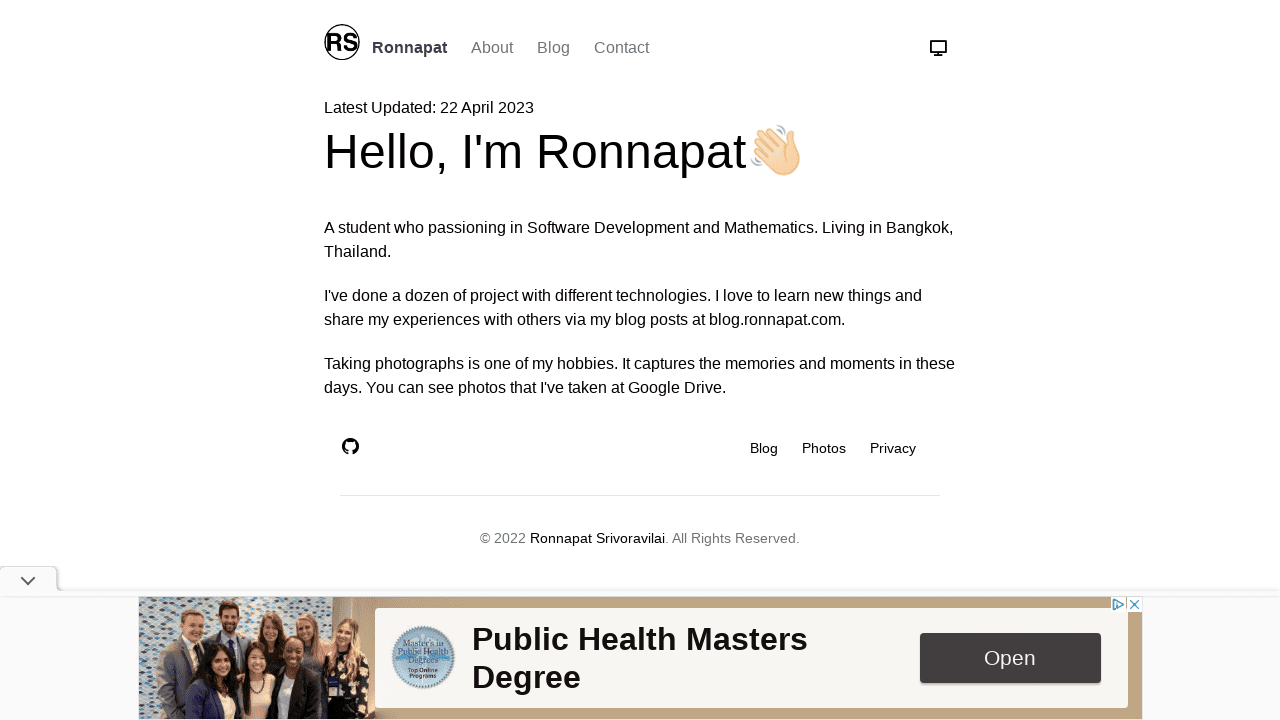 RS
Ronnapat About Blog Contact
Latest Updated: 22 April 2023
Hello, I'm Ronnapat👋🏻
A student who passioning in Software Development and Mathematics. Living in Bangkok,
Thailand.
I've done a dozen of project with different technologies. I love to learn new things and
share my experiences with others via my blog posts at blog.ronnapat.com.
Taking photographs is one of my hobbies. It captures the memories and moments in these
days. You can see photos that I've taken at Google Drive.
Blog Photos Privacy
© 2022 Ronnapat Srivoravilai. All Rights Reserved.
Master's in
Public Health
Degrees
Top Online
Programs
Public Health Masters
Degree
Open